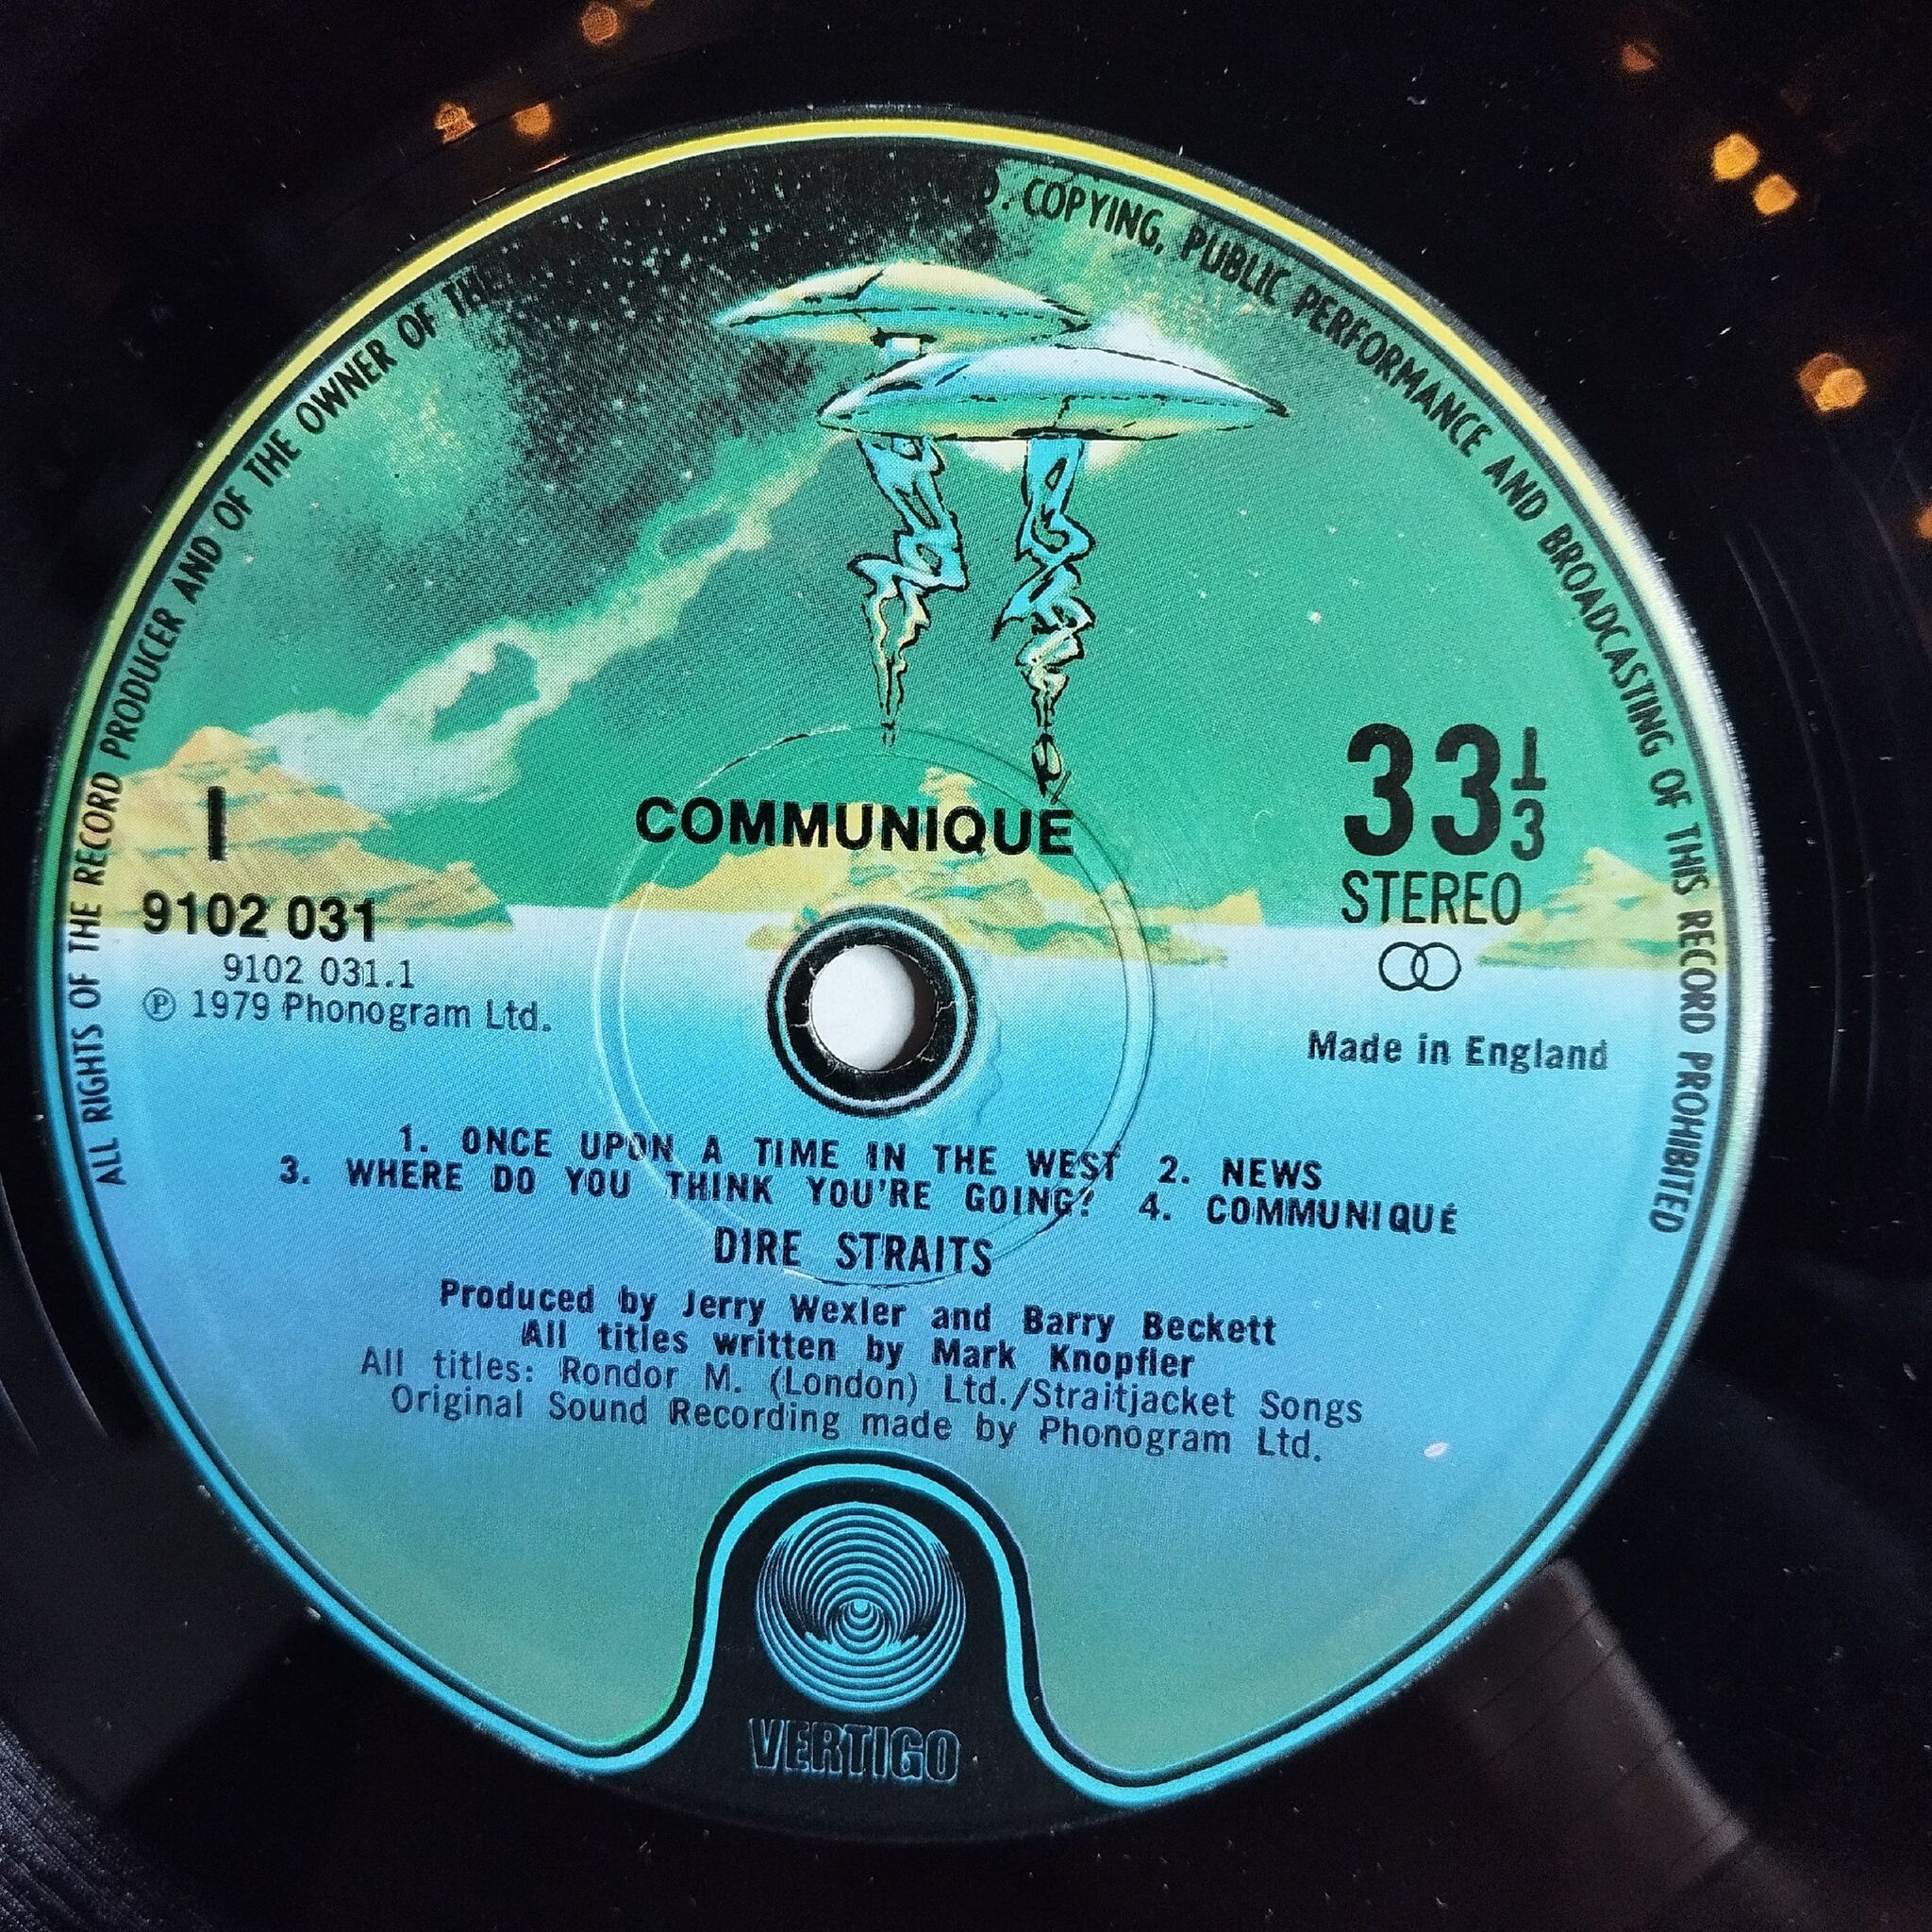 ALL RIGHTS OF THE RECORD PRODUCER AND OF THE OWNER OF THE
. COPYING, PUBLIC PERFORMANCE AND BROADCASTING OF THIS RECORD PROHIBITED
COMMUNIQUÉ
1
9102 031
9102 031.1
℗ 1979 Phonogram Ltd.
33 1/3
STEREO
Made in England
1. ONCE UPON A TIME IN THE WEST 2. NEWS
3. WHERE DO YOU THINK YOU'RE GOING? 4. COMMUNIQUÉ
DIRE STRAITS
Produced by Jerry Wexler and Barry Beckett
All titles written by Mark Knopfler
All titles: Rondor M. (London) Ltd./Straitjacket Songs
Original Sound Recording made by Phonogram Ltd.
VERTIGO